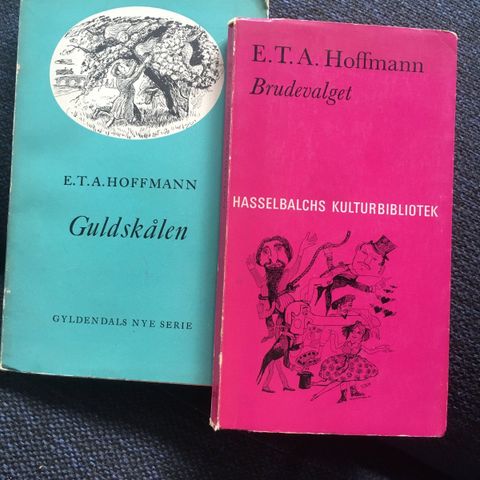 E.T.A. HOFFMANN
Guldskålen
GYLDENDALS NYE SERIE
E.T.A. Hoffmann
Brudevalget
HASSELBALCHS KULTURBIBLIOTEK